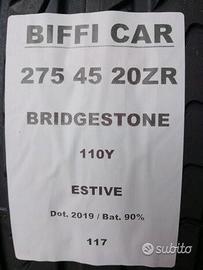 BIFFI CAR
275 45 20ZR
BRIDGESTONE
110Y
ESTIVE
Dot. 2019 / Bat. 90%
117
subito